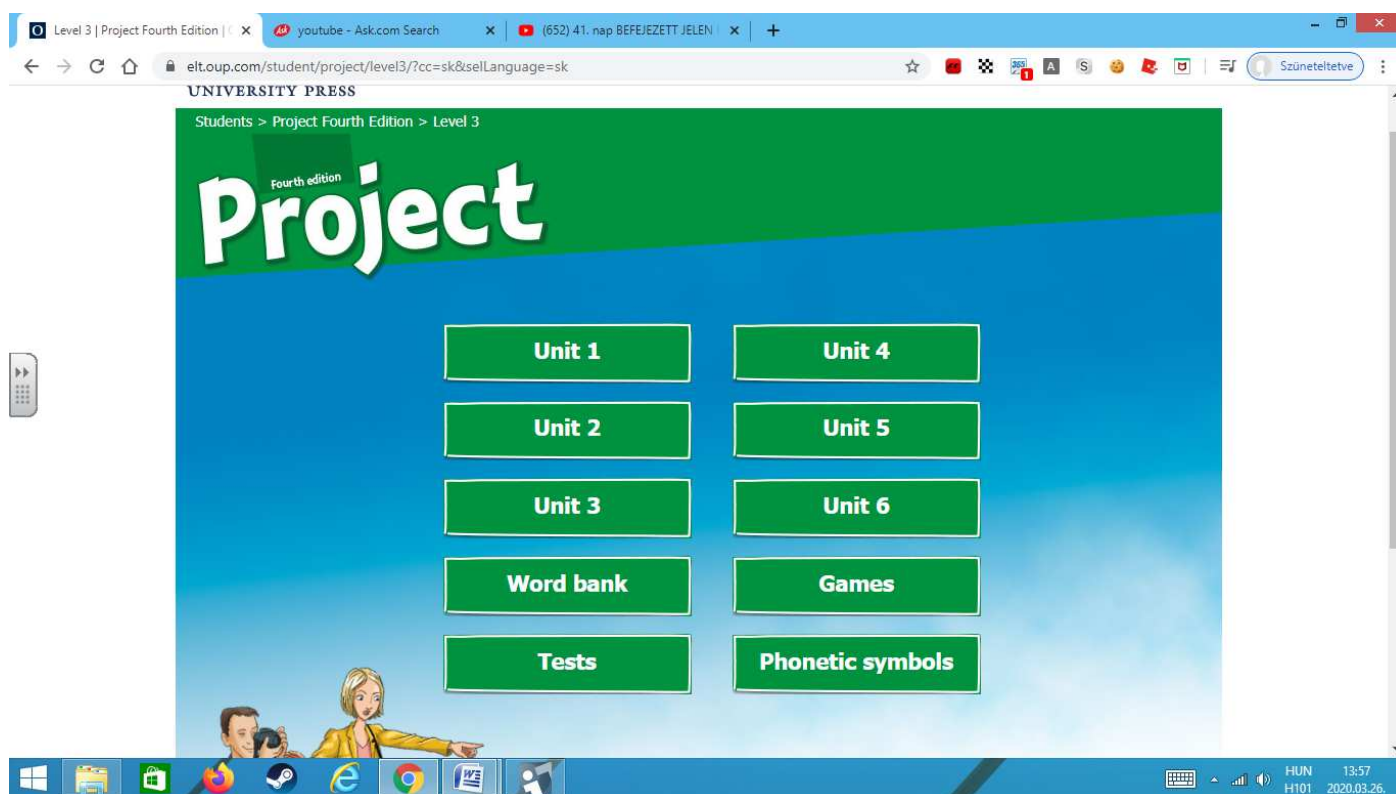 Level 3 | Project Fourth Edition |
youtube - Ask.com Search
(652) 41. nap BEFEJEZETT JELEN
elt.oup.com/student/project/level3/?cc=sk&selLanguage=sk
365
1
A
S
Szüneteltetve
UNIVERSITY PRESS
Students > Project Fourth Edition > Level 3
Fourth edition
Project
Unit 1
Unit 4
Unit 2
Unit 5
Unit 3
Unit 6
Word bank
Games
Tests
Phonetic symbols
HUN
13:57
H101
2020.03.26.